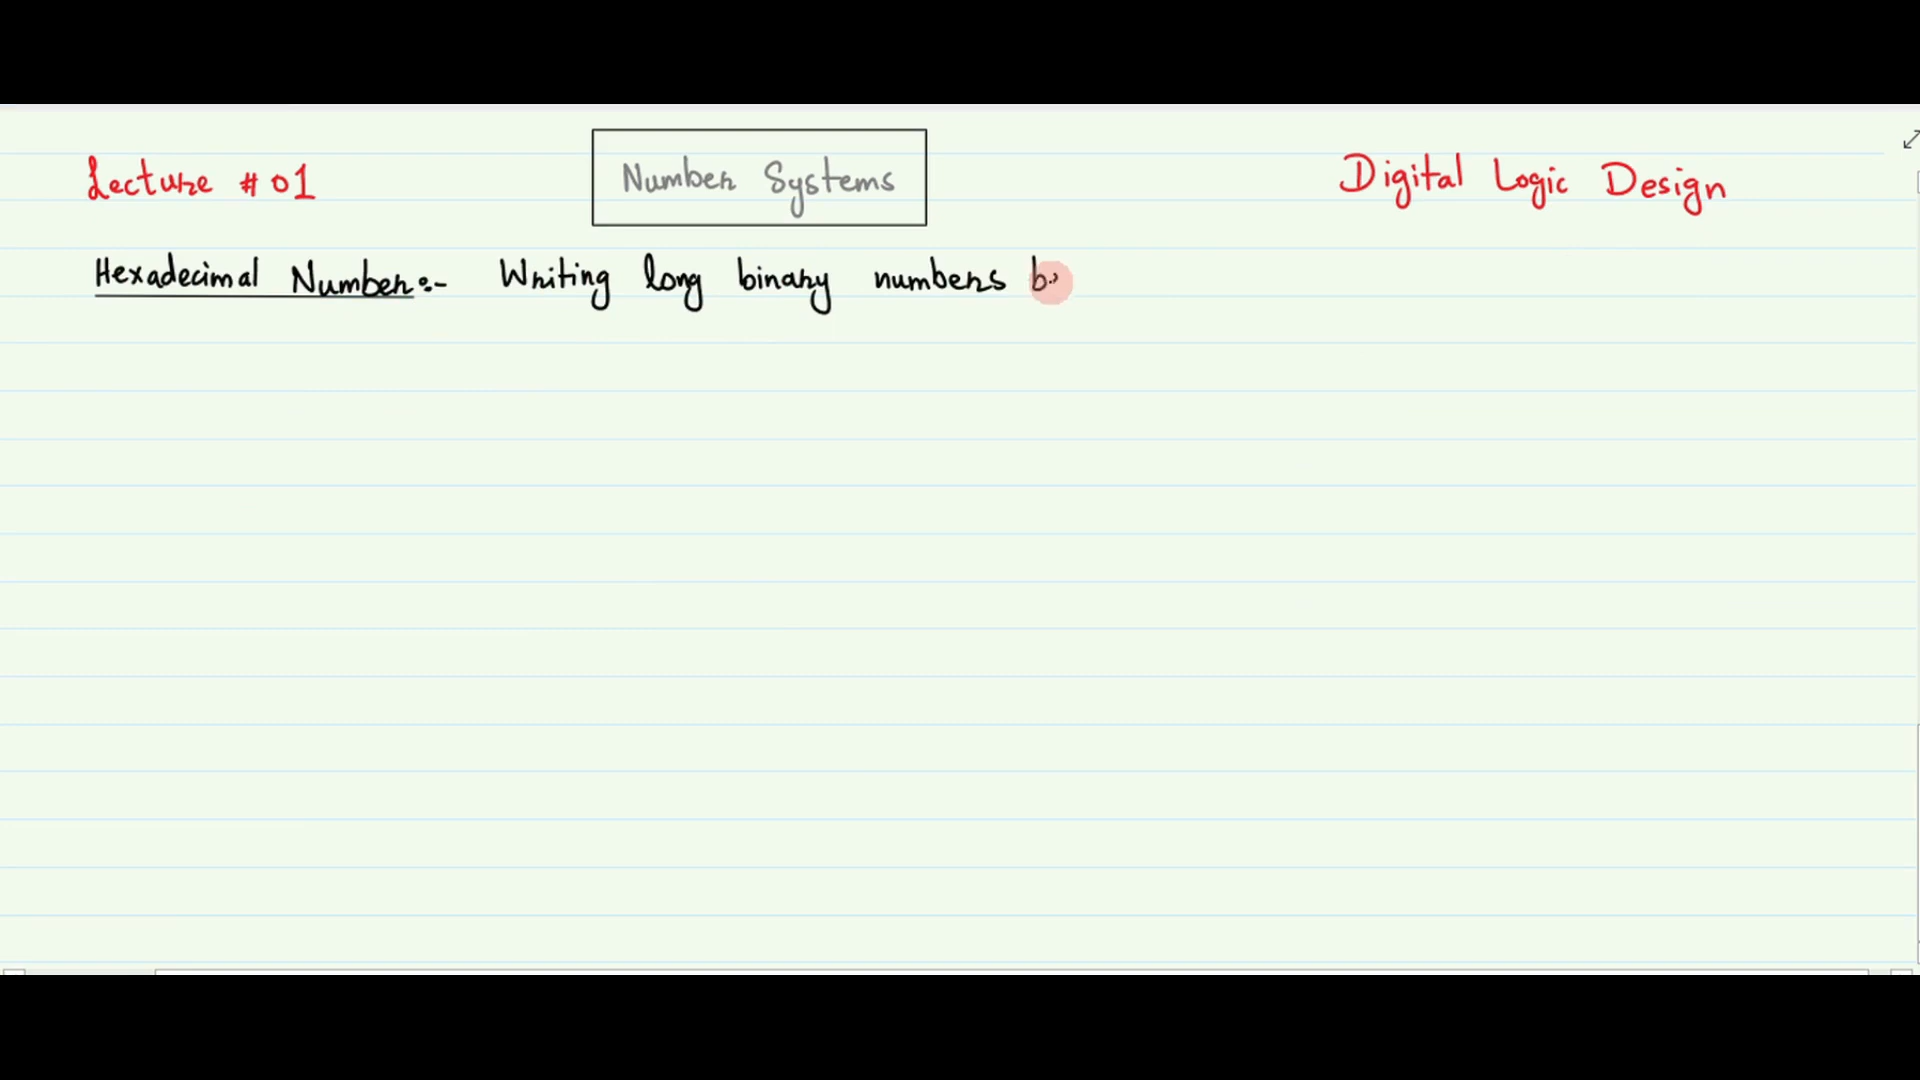 Lecture # 01
Number Systems
Digital Logic Design
Hexadecimal Number:- Writing long binary numbers b